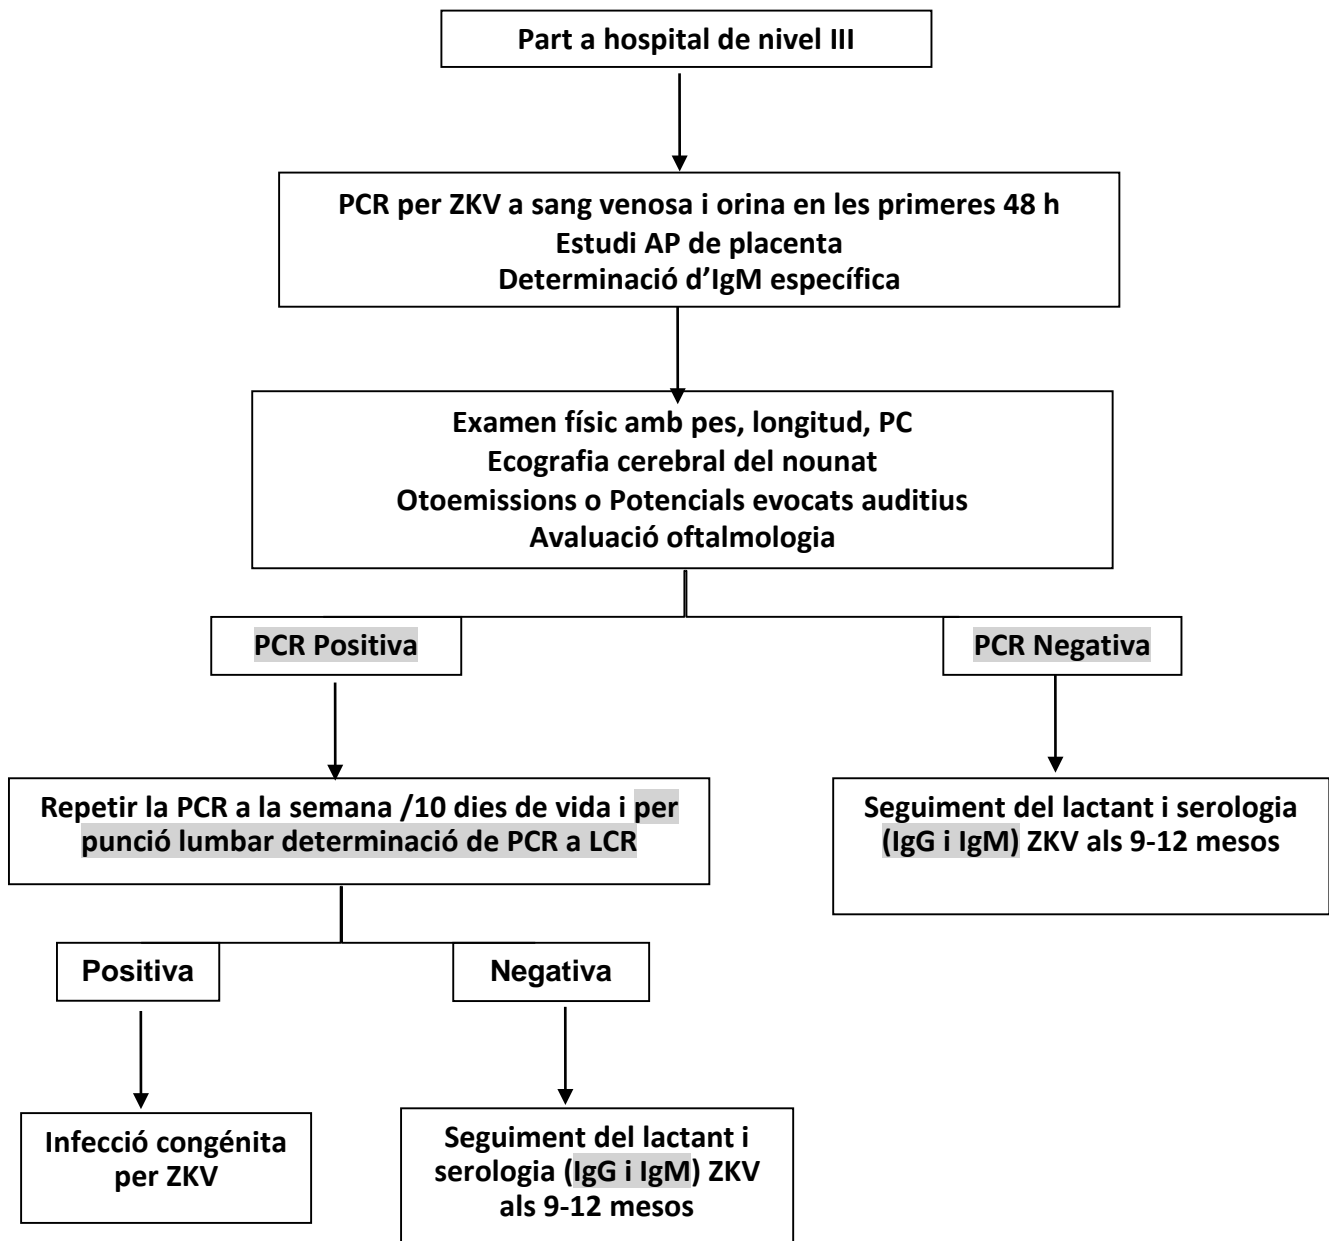 Part a hospital de nivel III
PCR per ZKV a sang venosa i orina en les primeres 48 h
Estudi AP de placenta
Determinació d’IgM específica
Examen físic amb pes, longitud, PC
Ecografia cerebral del nounat
Otoemissions o Potencials evocats auditius
Avaluació oftalmologia
PCR Positiva
PCR Negativa
Repetir la PCR a la semana /10 dies de vida i per
punció lumbar determinació de PCR a LCR
Seguiment del lactant i serologia
(IgG i IgM) ZKV als 9-12 mesos
Positiva
Negativa
Infecció congénita
per ZKV
Seguiment del lactant i
serologia (IgG i IgM) ZKV
als 9-12 mesos